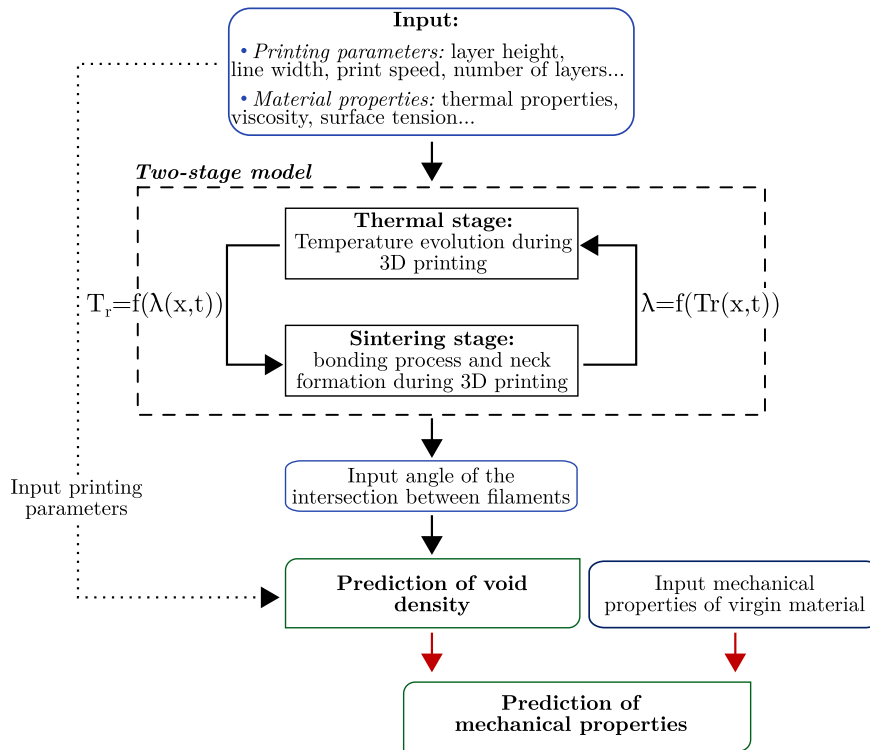 Input:
• Printing parameters: layer height,
line width, print speed, number of layers...
• Material properties: thermal properties,
viscosity, surface tension...
Two-stage model
Thermal stage:
Temperature evolution during
3D printing
Tr=f(λ(x,t))
λ=f(Tr(x,t))
Sintering stage:
bonding process and neck
formation during 3D printing
Input angle of the
intersection between filaments
Input printing
parameters
Prediction of void
density
Input mechanical
properties of virgin material
Prediction of
mechanical properties